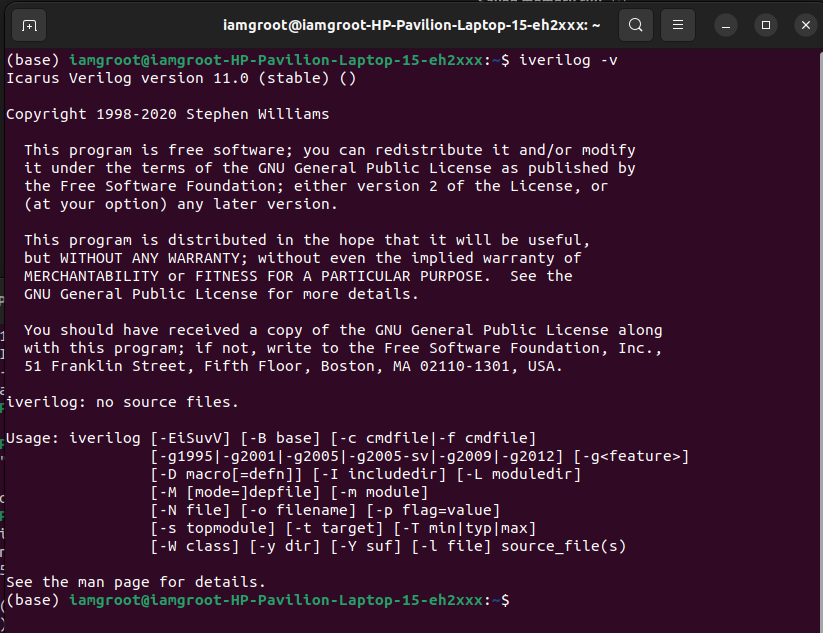 iamgroot@iamgroot-HP-Pavilion-Laptop-15-eh2xxx: ~
(base) iamgroot@iamgroot-HP-Pavilion-Laptop-15-eh2xxx:~$ iverilog -v
Icarus Verilog version 11.0 (stable) ()

Copyright 1998-2020 Stephen Williams

  This program is free software; you can redistribute it and/or modify
  it under the terms of the GNU General Public License as published by
  the Free Software Foundation; either version 2 of the License, or
  (at your option) any later version.

  This program is distributed in the hope that it will be useful,
  but WITHOUT ANY WARRANTY; without even the implied warranty of
  MERCHANTABILITY or FITNESS FOR A PARTICULAR PURPOSE.  See the
  GNU General Public License for more details.

  You should have received a copy of the GNU General Public License along
  with this program; if not, write to the Free Software Foundation, Inc.,
  51 Franklin Street, Fifth Floor, Boston, MA 02110-1301, USA.

iverilog: no source files.

Usage: iverilog [-EiSuvV] [-B base] [-c cmdfile|-f cmdfile]
                [-g1995|-g2001|-g2005|-g2005-sv|-g2009|-g2012] [-g<feature>]
                [-D macro[=defn]] [-I includedir] [-L moduledir]
                [-M [mode=]depfile] [-m module]
                [-N file] [-o filename] [-p flag=value]
                [-s topmodule] [-t target] [-T min|typ|max]
                [-W class] [-y dir] [-Y suf] [-l file] source_file(s)

See the man page for details.
(base) iamgroot@iamgroot-HP-Pavilion-Laptop-15-eh2xxx:~$